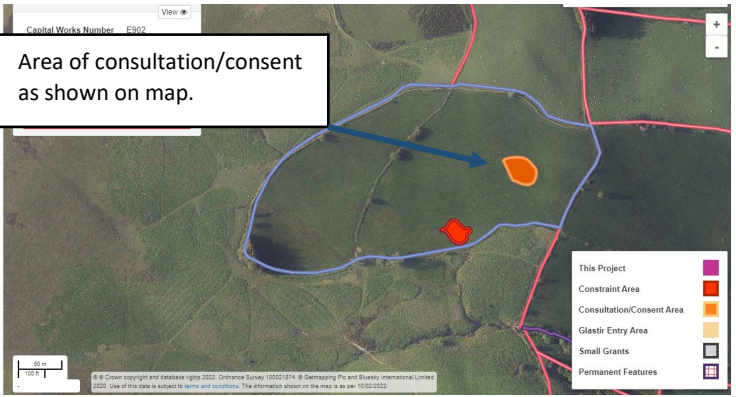 View
Capital Works Number E902
Area of consultation/consent
as shown on map.
+
-
This Project
Constraint Area
Consultation/Consent Area
Glastir Entry Area
Small Grants
Permanent Features
50 m
100 ft
-
© ® Crown copyright and database rights 2022. Ordnance Survey 100021874. © Getmapping Plc and Bluesky International Limited
2020. Use of this data is subject to terms and conditions. The information shown on the map is as per 10/02/2022.